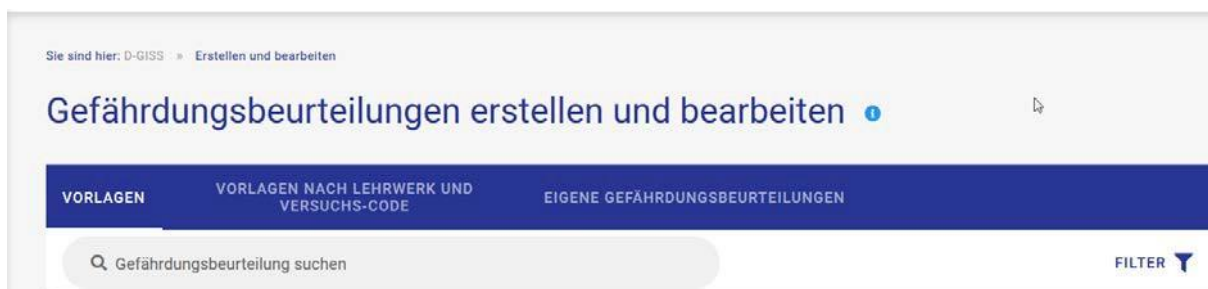 Sie sind hier: D-GISS » Erstellen und bearbeiten
Gefährdungsbeurteilungen erstellen und bearbeiten
VORLAGEN
VORLAGEN NACH LEHRWERK UND
VERSUCHS-CODE
EIGENE GEFÄHRDUNGSBEURTEILUNGEN
Gefährdungsbeurteilung suchen
FILTER